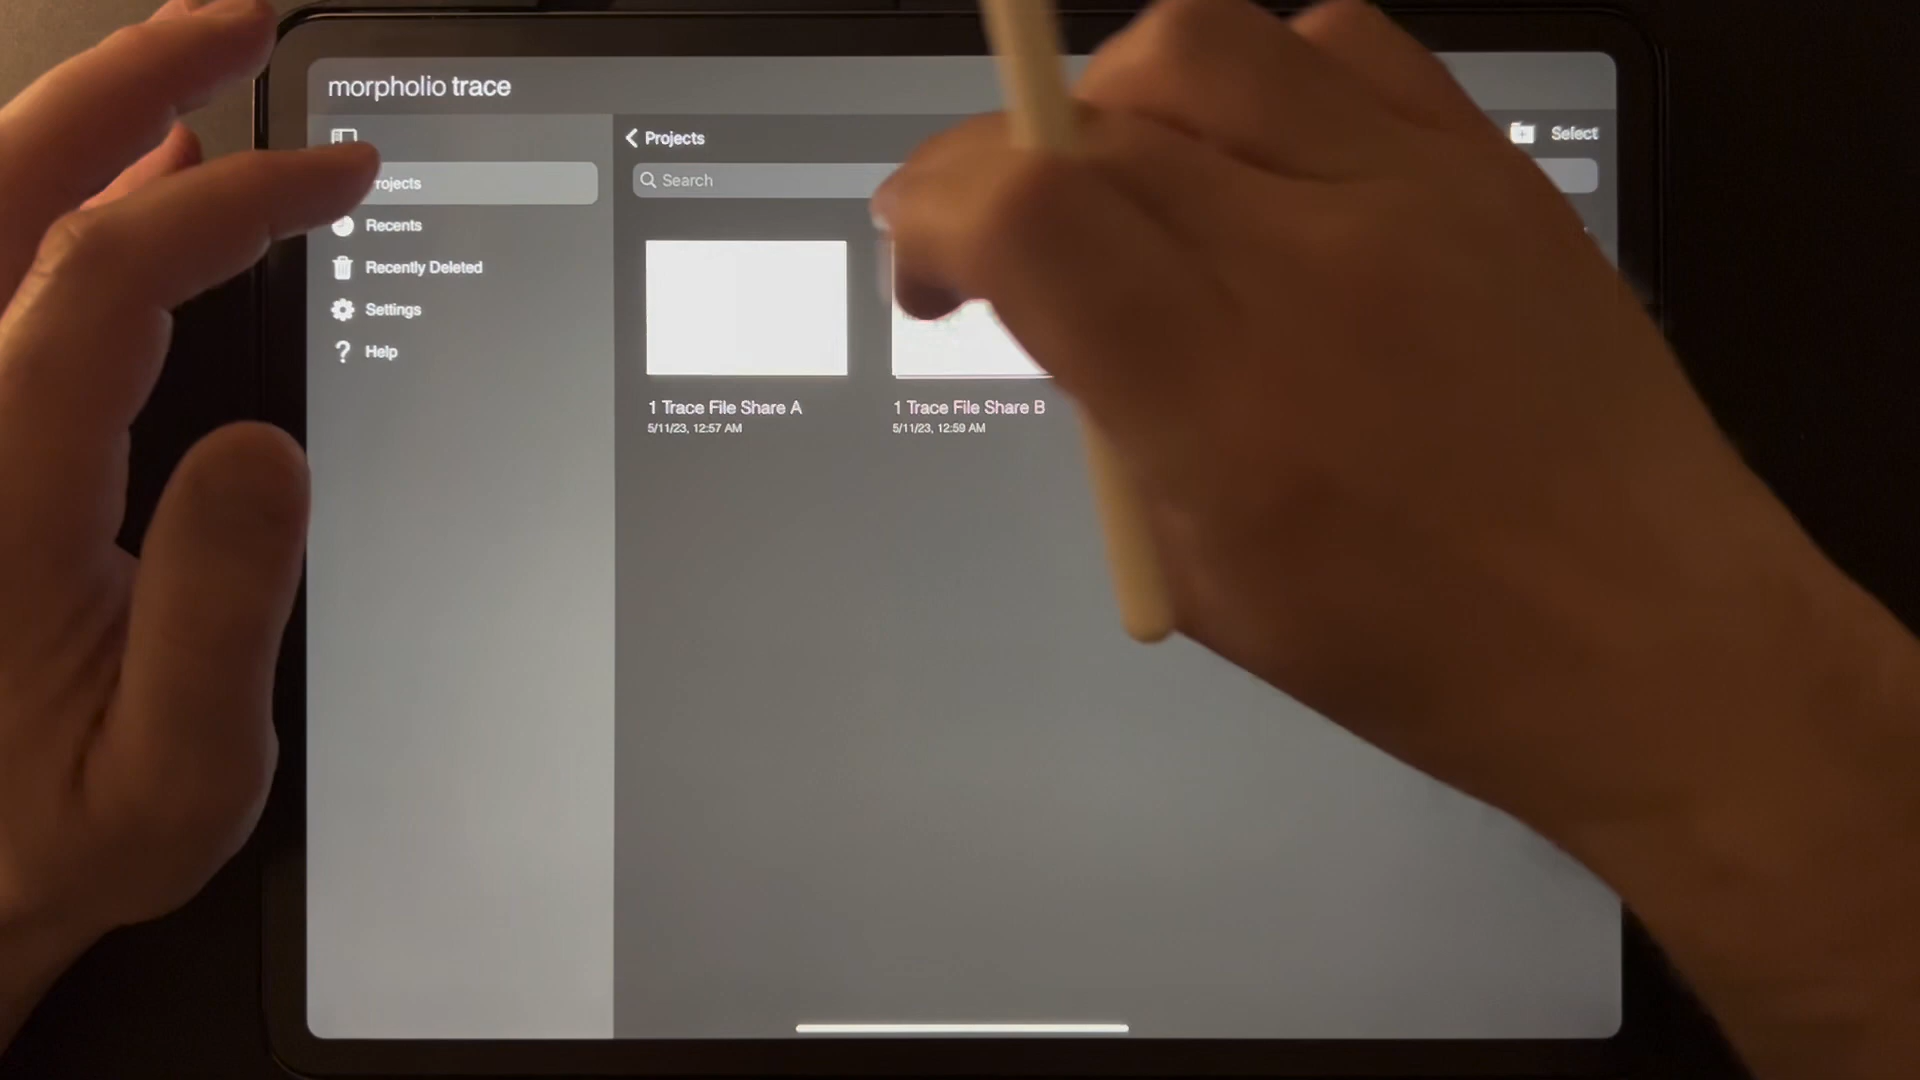 morpholio trace
Projects
Select
rojects
Search
Recents
Recently Deleted
Settings
Help
1 Trace File Share A
5/11/23, 12:57 AM
1 Trace File Share B
5/11/23, 12:59 AM